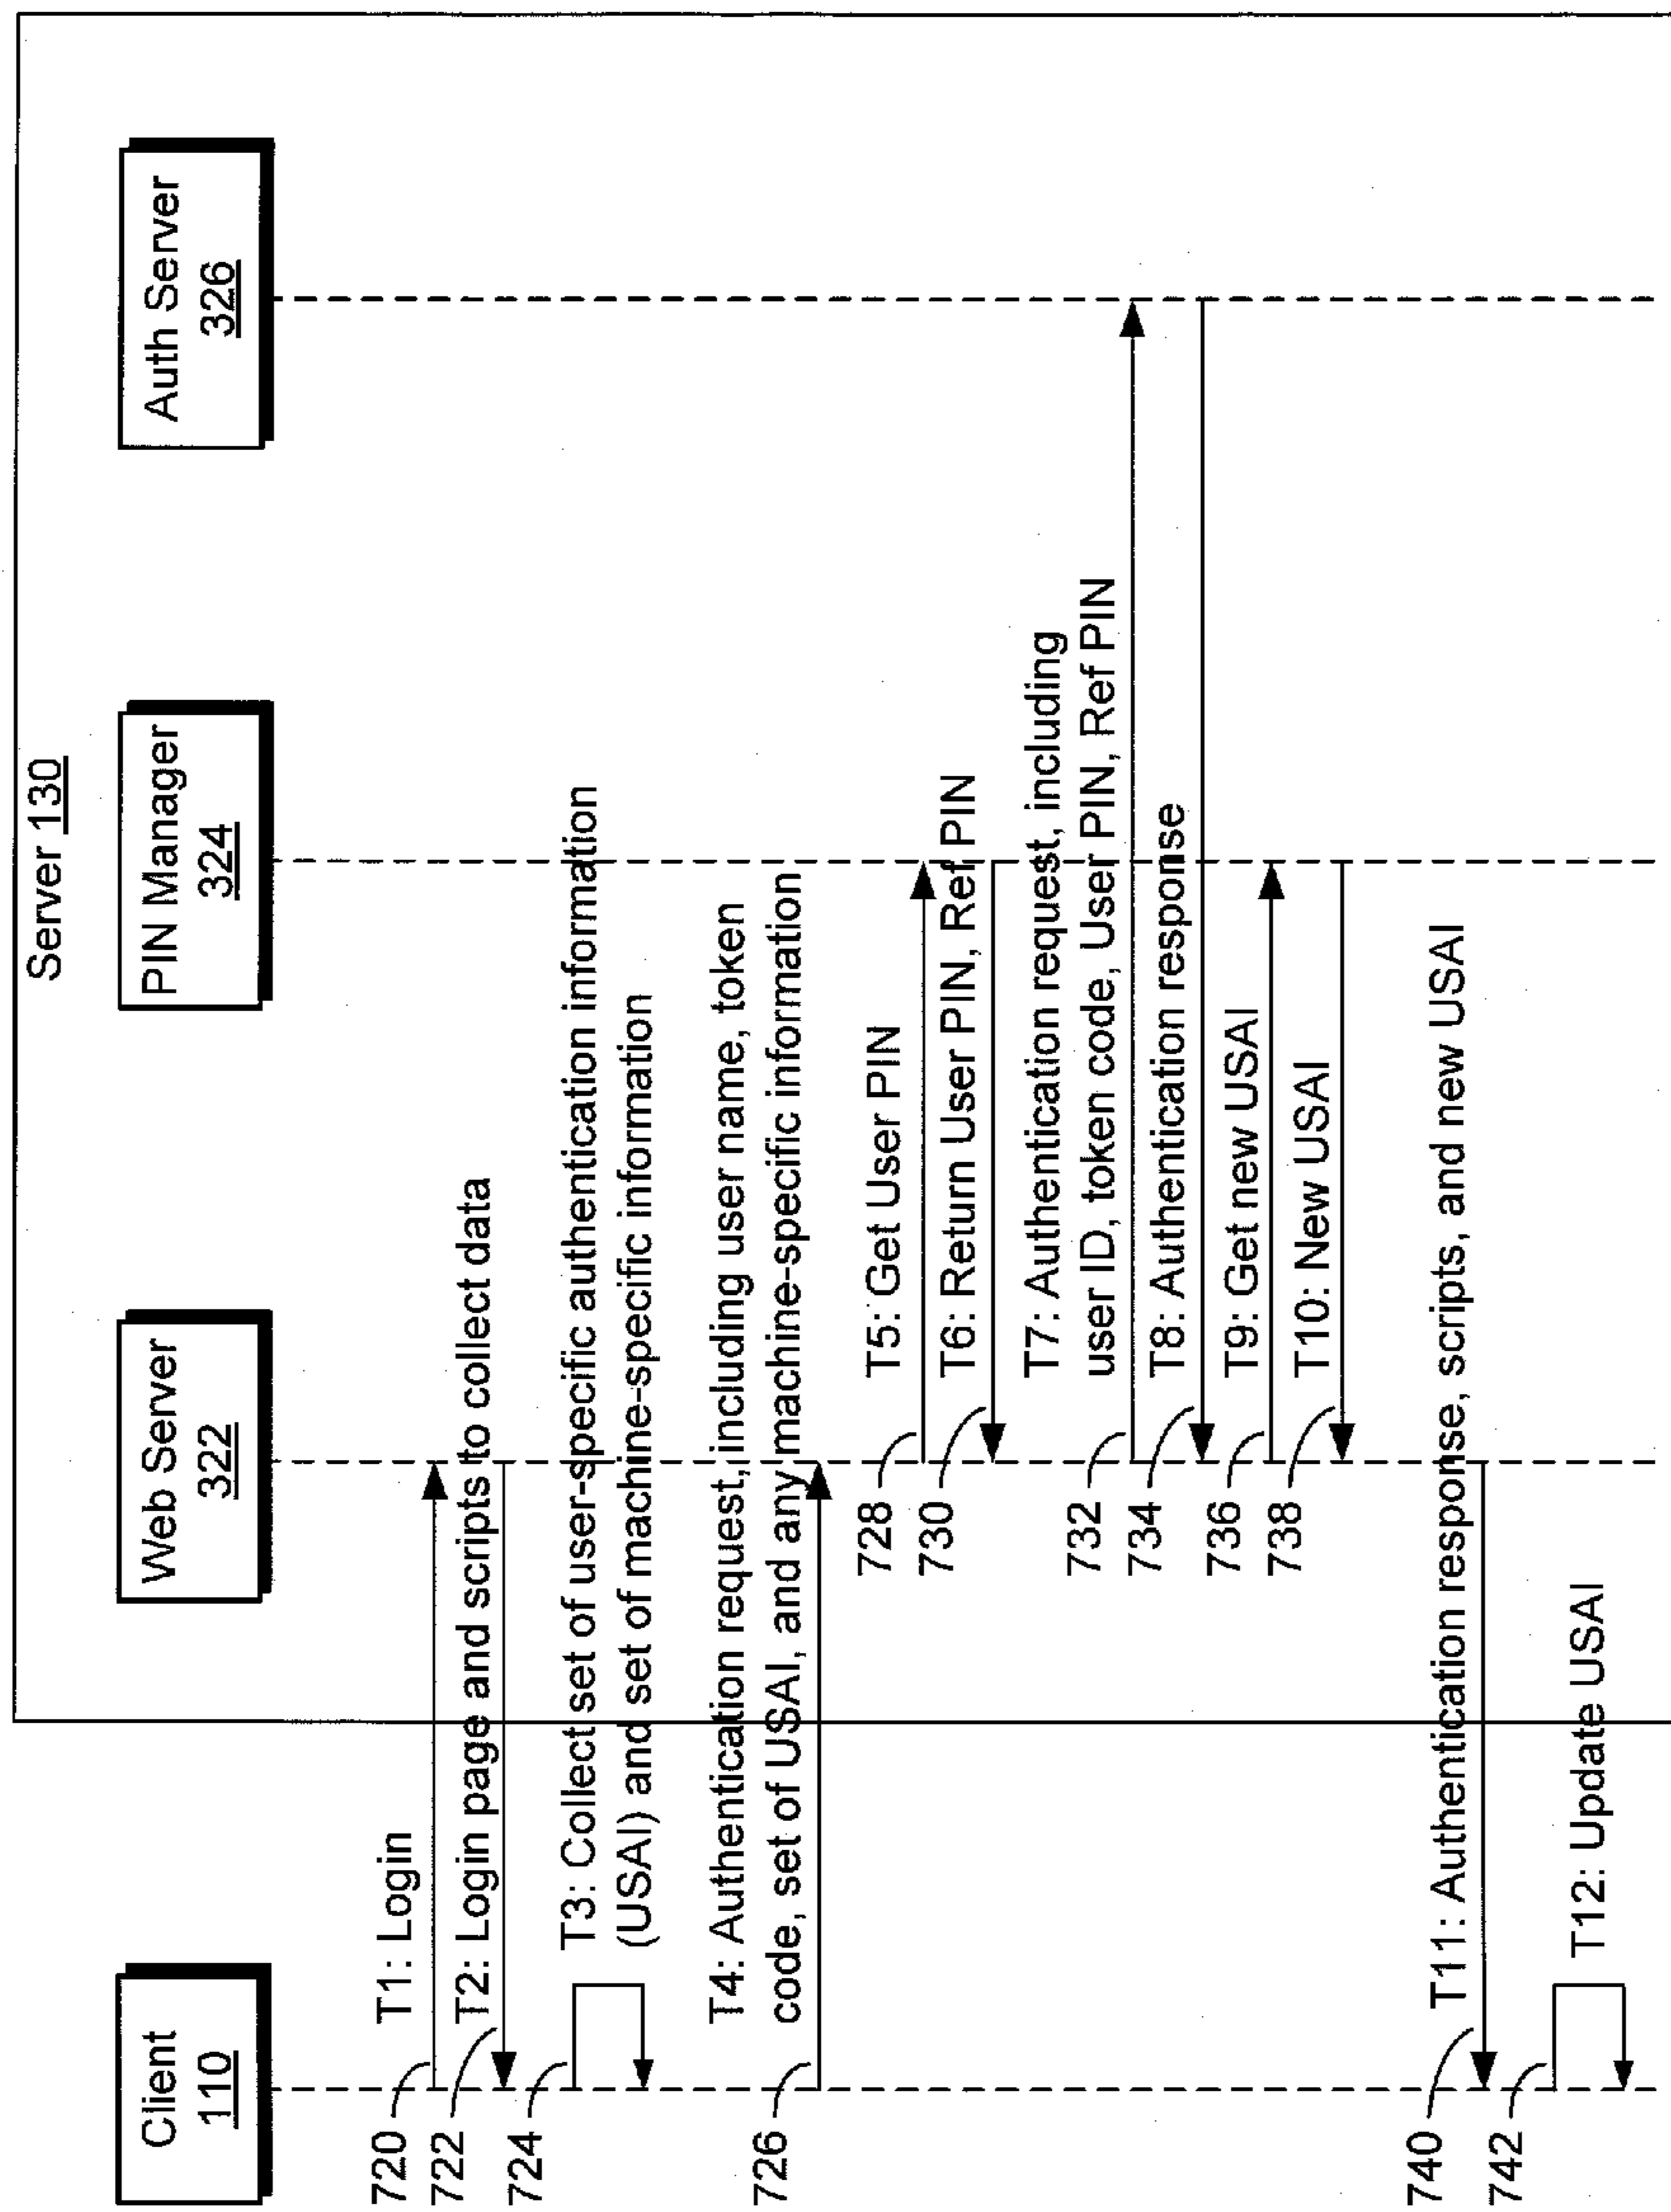 Server 130
Client
110
Web Server
322
PIN Manager
324
Auth Server
326
720
T1: Login
722
T2: Login page and scripts to collect data
724
T3: Collect set of user-specific authentication information
(USAI) and set of machine-specific information
726
T4: Authentication request, including user name, token
code, set of USAI, and any machine-specific information
728
T5: Get User PIN
730
T6: Return User PIN, Ref PIN
732
T7: Authentication request, including
user ID, token code, User PIN, Ref PIN
734
T8: Authentication response
736
T9: Get new USAI
738
T10: New USAI
740
T11: Authentication response, scripts, and new USAI
742
T12: Update USAI